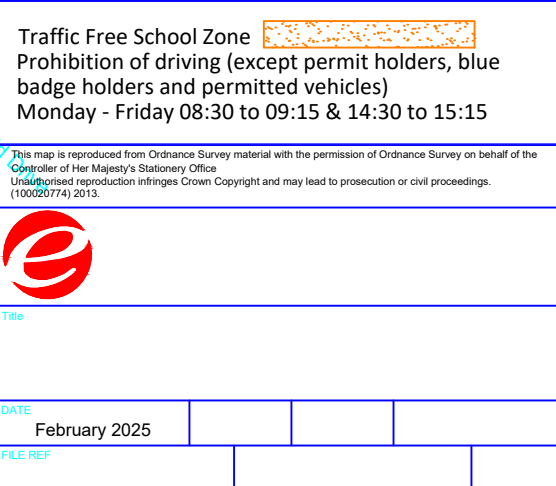 Traffic Free School Zone
Prohibition of driving (except permit holders, blue
badge holders and permitted vehicles)
Monday - Friday 08:30 to 09:15 & 14:30 to 15:15
This map is reproduced from Ordnance Survey material with the permission of Ordnance Survey on behalf of the
Controller of Her Majesty's Stationery Office
Unauthorised reproduction infringes Crown Copyright and may lead to prosecution or civil proceedings.
(100020774) 2013.
e
Title
DATE
February 2025
FILE REF